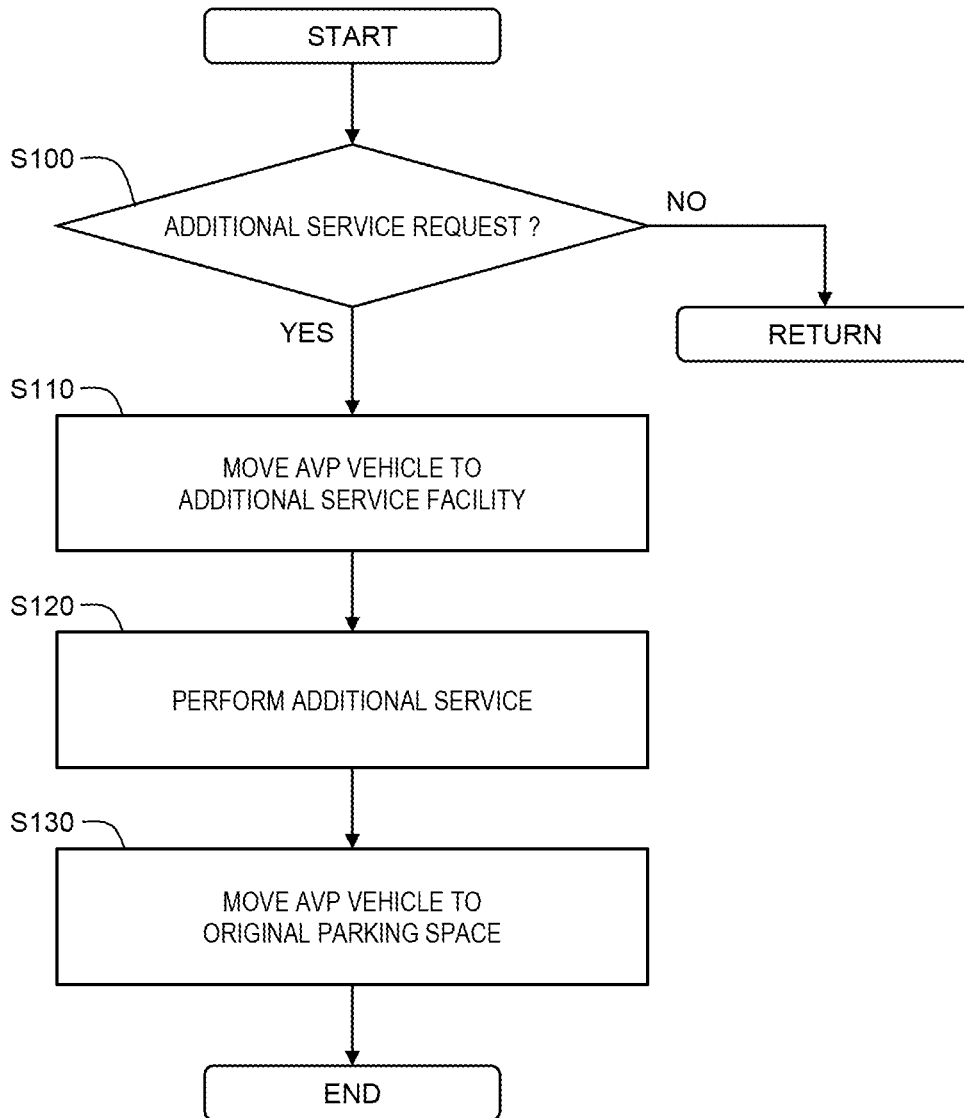 START
S100
ADDITIONAL SERVICE REQUEST ?
NO
YES
RETURN
S110
MOVE AVP VEHICLE TO
ADDITIONAL SERVICE FACILITY
S120
PERFORM ADDITIONAL SERVICE
S130
MOVE AVP VEHICLE TO
ORIGINAL PARKING SPACE
END